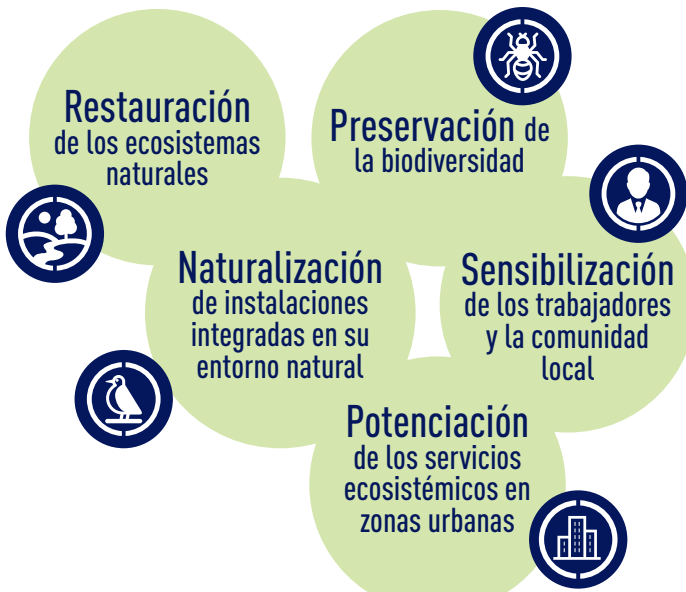 Restauración
de los ecosistemas
naturales
Preservación de
la biodiversidad
Naturalización
de instalaciones
integradas en su
entorno natural
Sensibilización
de los trabajadores
y la comunidad
local
Potenciación
de los servicios
ecosistémicos en
zonas urbanas